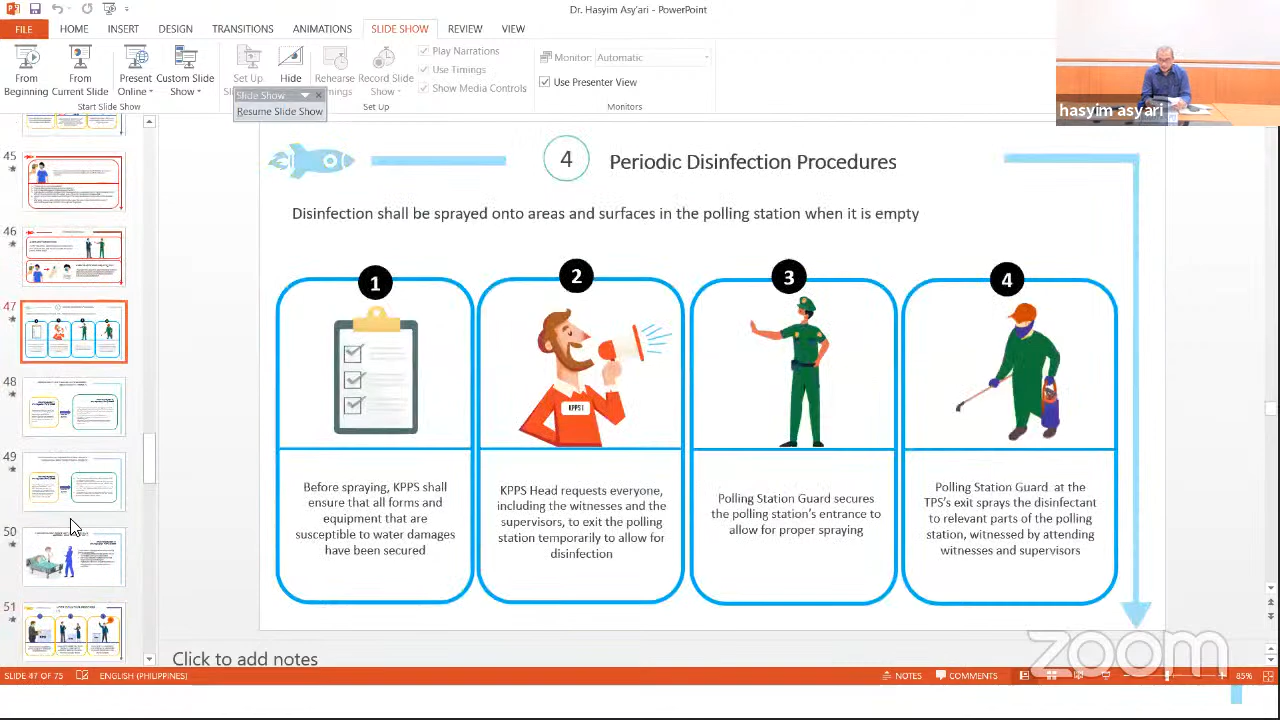 Dr. Hasyim Asy'ari - PowerPoint
FILE HOME INSERT DESIGN TRANSITIONS ANIMATIONS SLIDE SHOW REVIEW VIEW
From Beginning
From Current Slide
Present Online
Custom Slide Show
Start Slide Show
Set Up
Hide
Rehearse Timings
Record Slide Show
Play Narrations
Use Timings
Show Media Controls
Set Up
Slide Show
Resume Slide Show
Monitor: Automatic
Use Presenter View
Monitors
hasyim asyari
45
46
47
48
49
50
51
4
Periodic Disinfection Procedures
Disinfection shall be sprayed onto areas and surfaces in the polling station when it is empty
1
Before spraying, KPPS shall
ensure that all forms and
equipment that are
susceptible to water damages
have been secured
2
KPPS Head requests everyone,
including the witnesses and the
supervisors, to exit the polling
station temporarily to allow for
disinfection
3
Polling Station Guard secures
the polling station's entrance to
allow for proper spraying
4
Polling Station Guard at the
TPS's exit sprays the disinfectant
to relevant parts of the polling
station, witnessed by attending
witnesses and supervisors
Click to add notes
zoom
SLIDE 47 OF 75 ENGLISH (PHILIPPINES) NOTES COMMENTS 85%